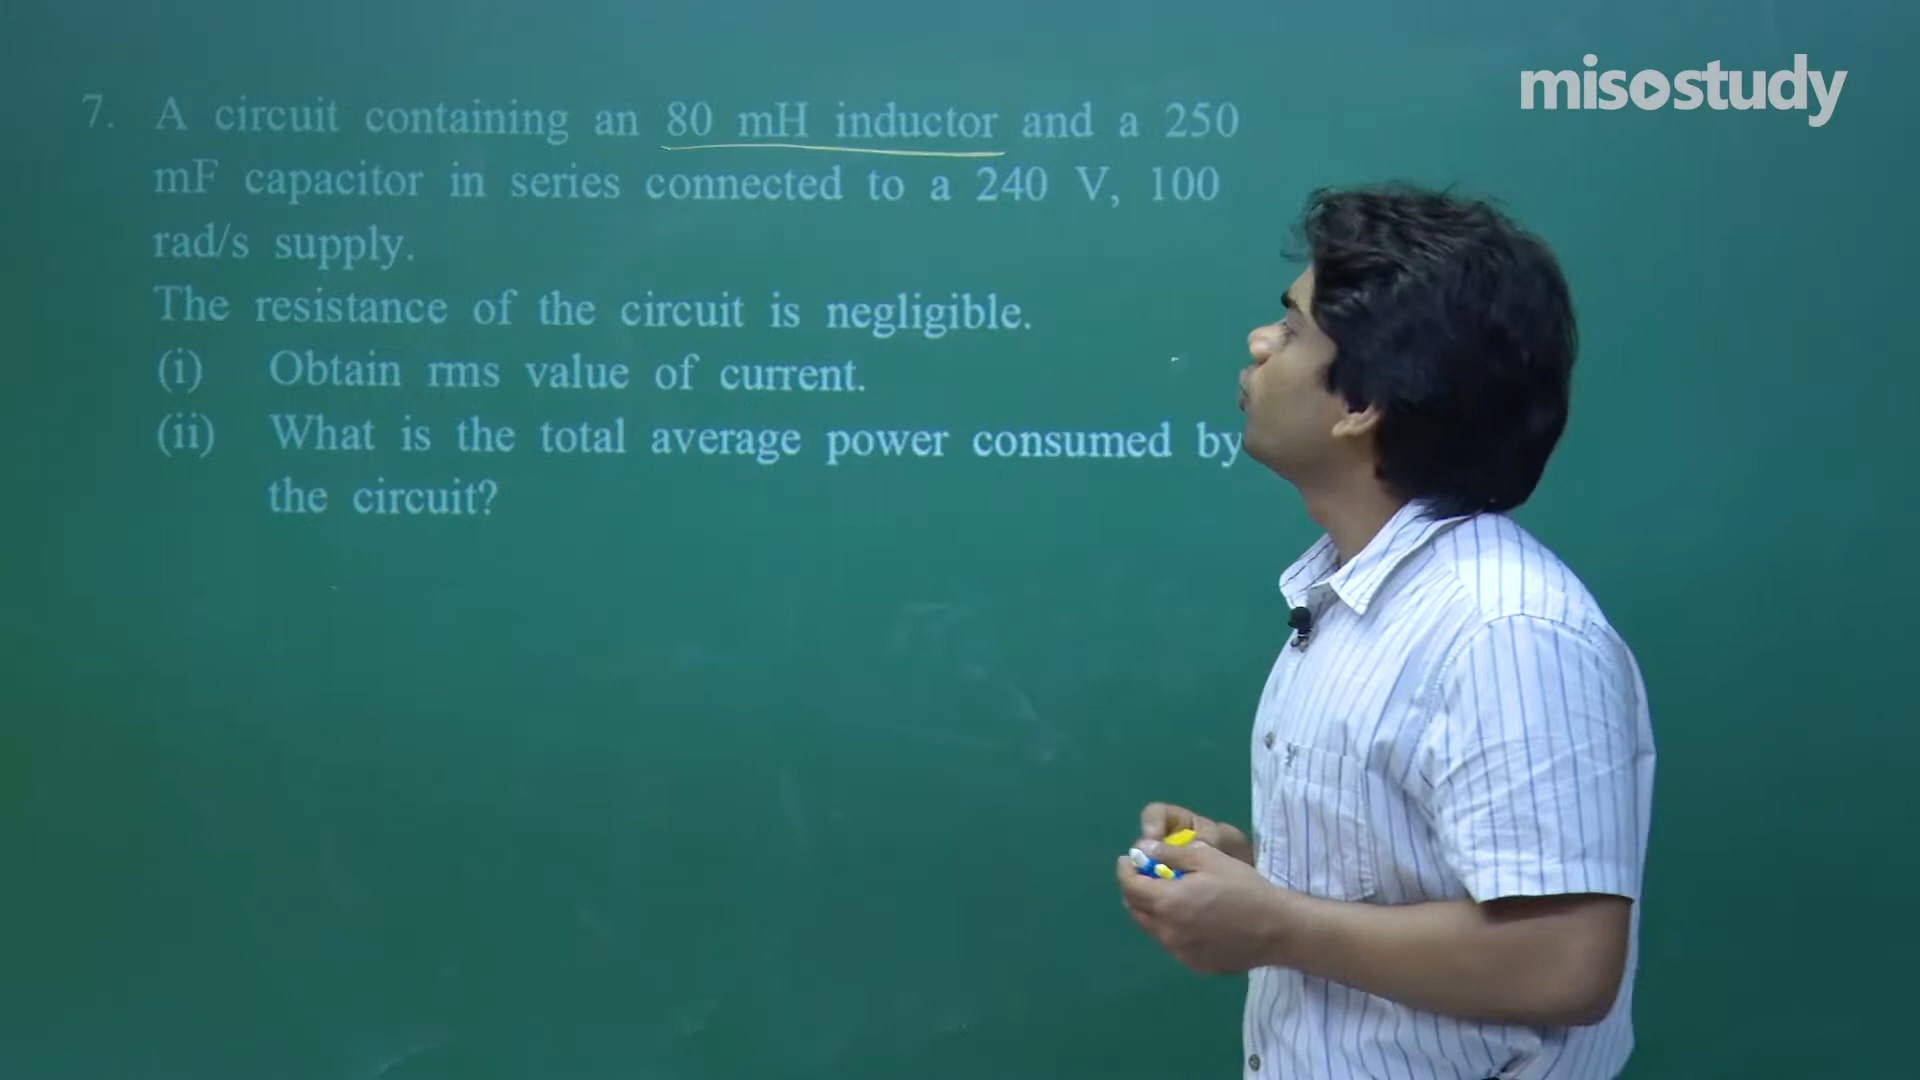 misostudy
7. A circuit containing an 80 mH inductor and a 250
mF capacitor in series connected to a 240 V, 100
rad/s supply.
The resistance of the circuit is negligible.
(i) Obtain rms value of current.
(ii) What is the total average power consumed by
the circuit?